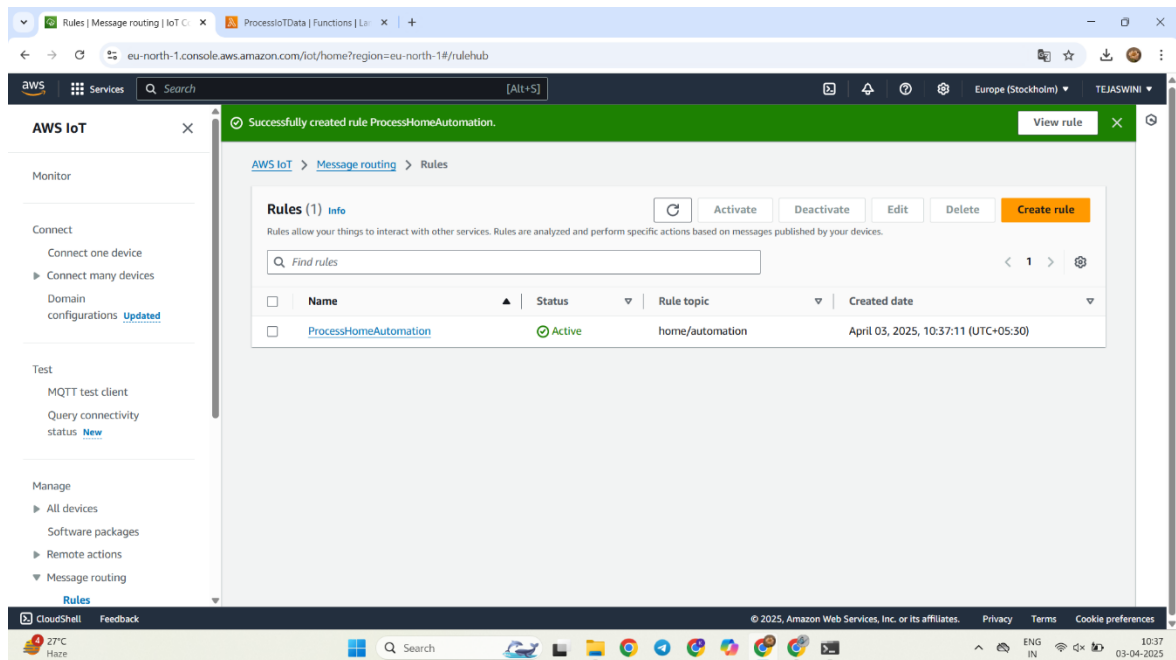 Rules | Message routing | IoT Co
ProcessIoTData | Functions | La
eu-north-1.console.aws.amazon.com/iot/home?region=eu-north-1#/rulehub
aws Services Search [Alt+S] Europe (Stockholm) TEJASWINI
AWS IoT
Monitor
Connect
Connect one device
Connect many devices
Domain
configurations Updated
Test
MQTT test client
Query connectivity
status New
Manage
All devices
Software packages
Remote actions
Message routing
Rules
Successfully created rule ProcessHomeAutomation. View rule
AWS IoT > Message routing > Rules
Rules (1) Info Activate Deactivate Edit Delete Create rule
Rules allow your things to interact with other services. Rules are analyzed and perform specific actions based on messages published by your devices.
Find rules 1
Name Status Rule topic Created date
ProcessHomeAutomation Active home/automation April 03, 2025, 10:37:11 (UTC+05:30)
CloudShell Feedback © 2025, Amazon Web Services, Inc. or its affiliates. Privacy Terms Cookie preferences
4 27°C Search ENG 10:37
Haze IN 03-04-2025